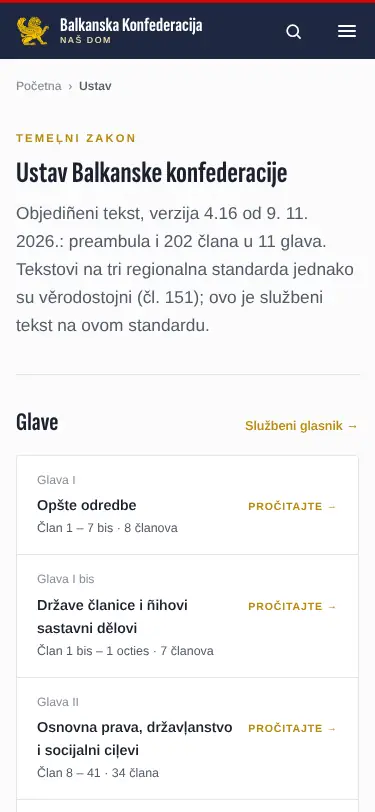 Balkanska Konfederacija
NAŠ DOM
Početna › Ustav
TEMEĻNI ZAKON
Ustav Balkanske konfederacije
Objediñeni tekst, verzija 4.16 od 9. 11.
2026.: preambula i 202 člana u 11 glava.
Tekstovi na tri regionalna standarda jednako
su věrodostojni (čl. 151); ovo je službeni
tekst na ovom standardu.
Glave
Službeni glasnik →
Glava I
Opšte odredbe
PROČITAJTE →
Član 1 – 7 bis · 8 članova
Glava I bis
Države članice i ñihovi
sastavni dělovi
PROČITAJTE →
Član 1 bis – 1 octies · 7 članova
Glava II
Osnovna prava, državļanstvo
i socijalni ciļevi
PROČITAJTE →
Član 8 – 41 · 34 člana